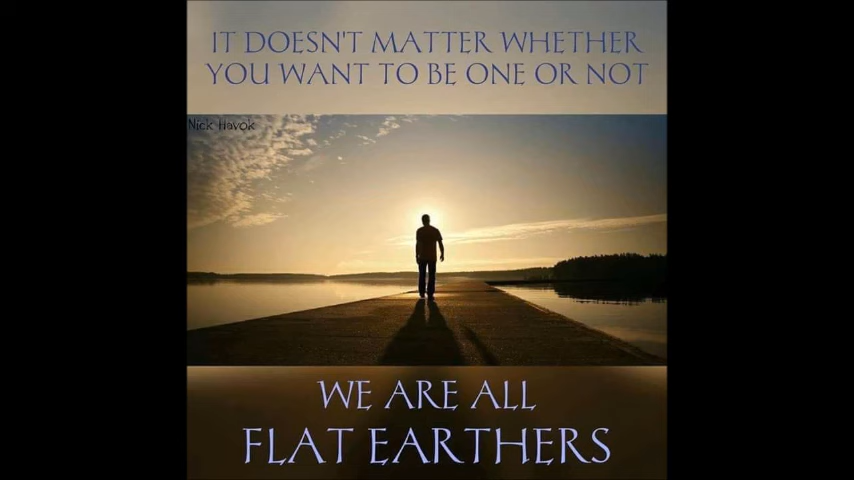 IT DOESN'T MATTER WHETHER
YOU WANT TO BE ONE OR NOT
Nick Havok
WE ARE ALL
FLAT EARTHERS